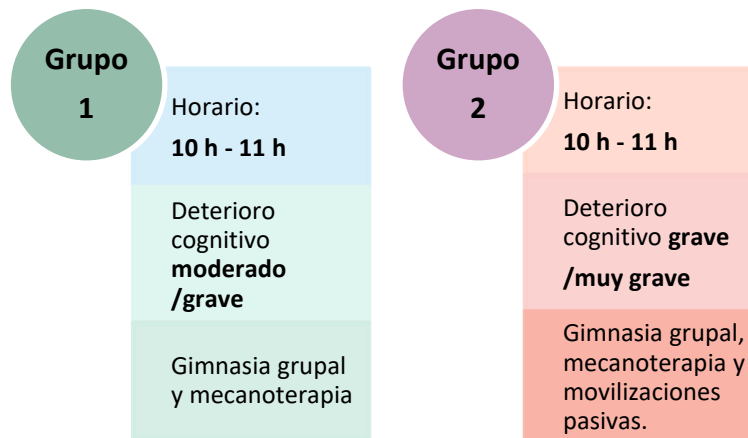 Grupo
1
Horario:
10 h - 11 h
Deterioro
cognitivo
moderado
/grave
Gimnasia grupal
y mecanoterapia
Grupo
2
Horario:
10 h - 11 h
Deterioro
cognitivo grave
/muy grave
Gimnasia grupal,
mecanoterapia y
movilizaciones
pasivas.